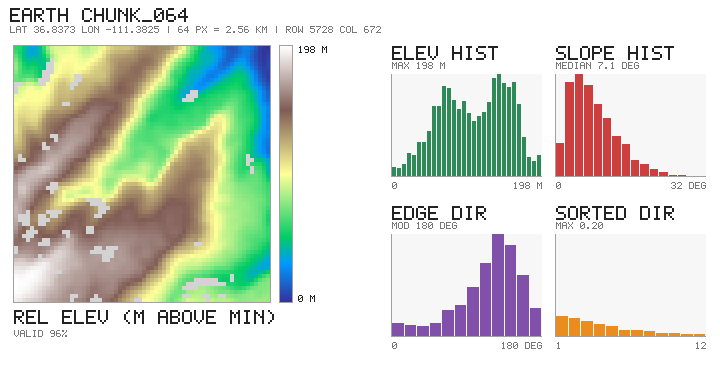 EARTH CHUNK_064
LAT 36.8373 LON -111.3825 | 64 PX = 2.56 KM | ROW 5728 COL 672
198 M
0 M
REL ELEV (M ABOVE MIN)
VALID 96%
ELEV HIST
MAX 198 M
0 198 M
SLOPE HIST
MEDIAN 7.1 DEG
0 32 DEG
EDGE DIR
MOD 180 DEG
0 180 DEG
SORTED DIR
MAX 0.20
1 12